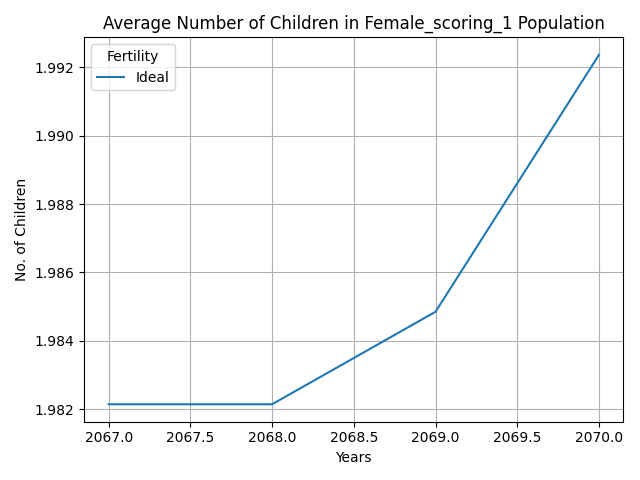 Average Number of Children in Female_scoring_1 Population
Fertility
Ideal
No. of Children
1.992
1.990
1.988
1.986
1.984
1.982
2067.0 2067.5 2068.0 2068.5 2069.0 2069.5 2070.0
Years